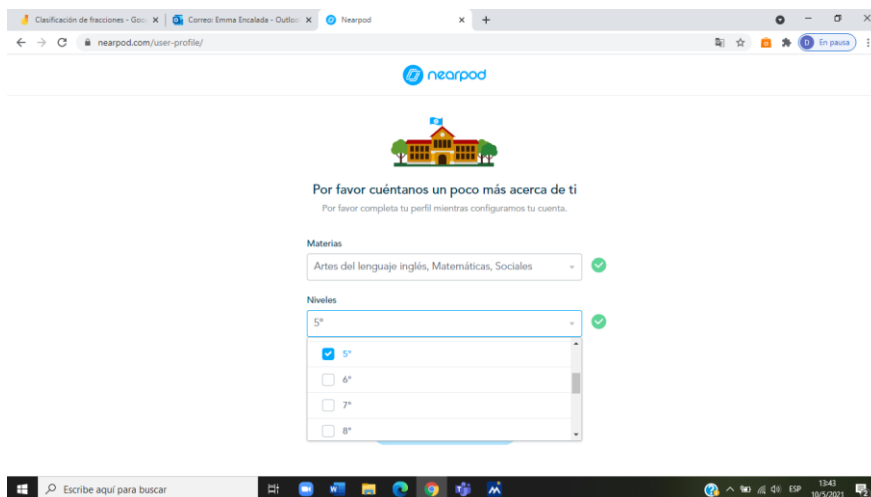 Clasificación de fracciones - Goo
Correo: Emma Encalada - Outloo
Nearpod
nearpod.com/user-profile/
D En pausa
nearpod
Por favor cuéntanos un poco más acerca de ti
Por favor completa tu perfil mientras configuramos tu cuenta.
Materias
Artes del lenguaje inglés, Matemáticas, Sociales
Niveles
5°
5°
6°
7°
8°
Escribe aquí para buscar
ESP
13:43
10/5/2021